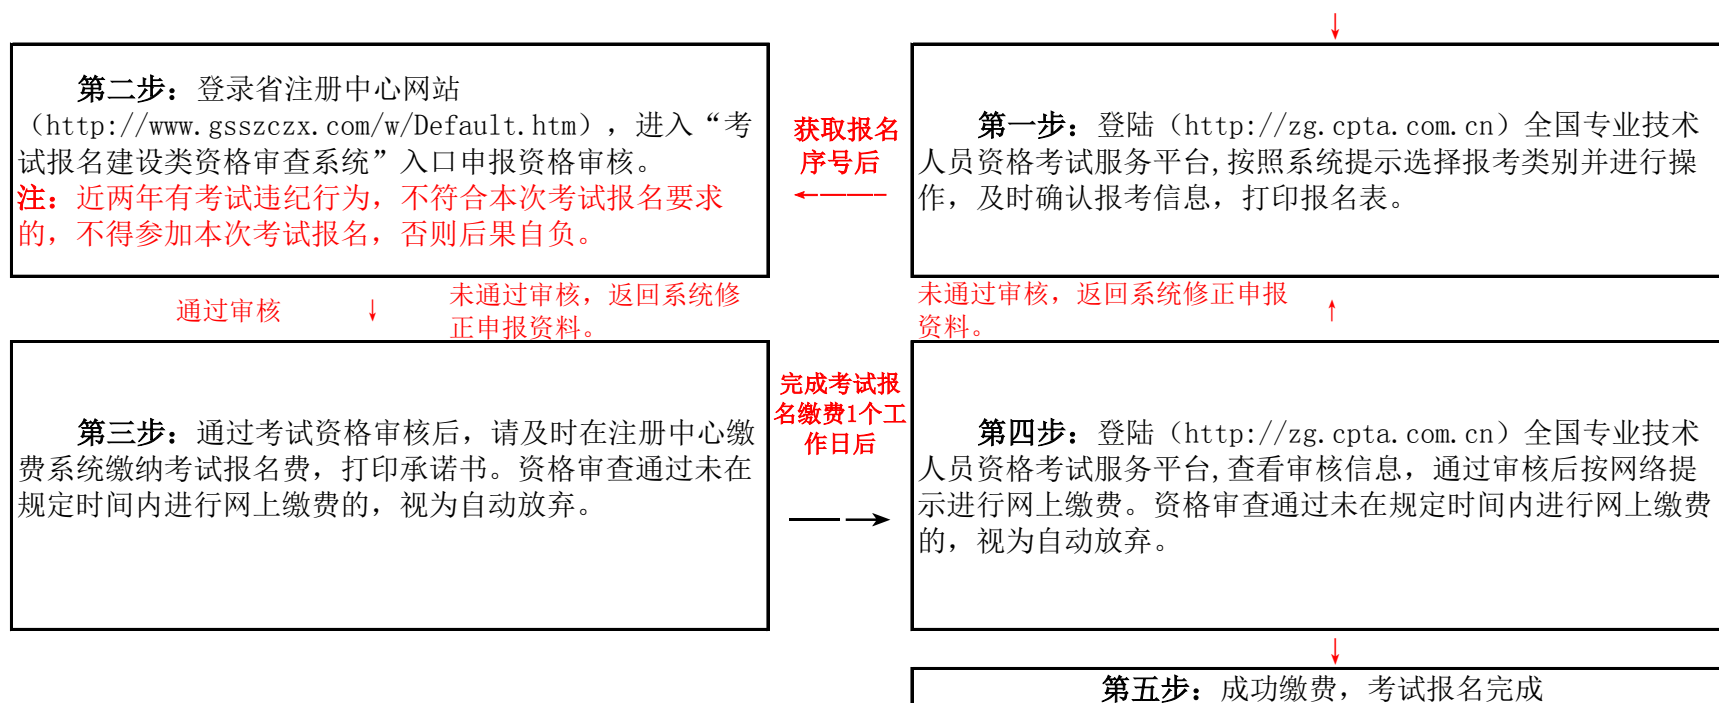 第二步：登录省注册中心网站
（http://www.gsszczx.com/w/Default.htm），进入“考
试报名建设类资格审查系统”入口申报资格审核。
注：近两年有考试违纪行为，不符合本次考试报名要求
的，不得参加本次考试报名，否则后果自负。
获取报名
序号后
第一步：登陆（http://zg.cpta.com.cn）全国专业技术
人员资格考试服务平台,按照系统提示选择报考类别并进行操
作，及时确认报考信息，打印报名表。
通过审核
未通过审核，返回系统修
正申报资料。
未通过审核，返回系统修正申报
资料。
第三步：通过考试资格审核后，请及时在注册中心缴
费系统缴纳考试报名费，打印承诺书。资格审查通过未在
规定时间内进行网上缴费的，视为自动放弃。
完成考试报
名缴费1个工
作日后
第四步：登陆（http://zg.cpta.com.cn）全国专业技术
人员资格考试服务平台,查看审核信息，通过审核后按网络提
示进行网上缴费。资格审查通过未在规定时间内进行网上缴费
的，视为自动放弃。
第五步：成功缴费，考试报名完成